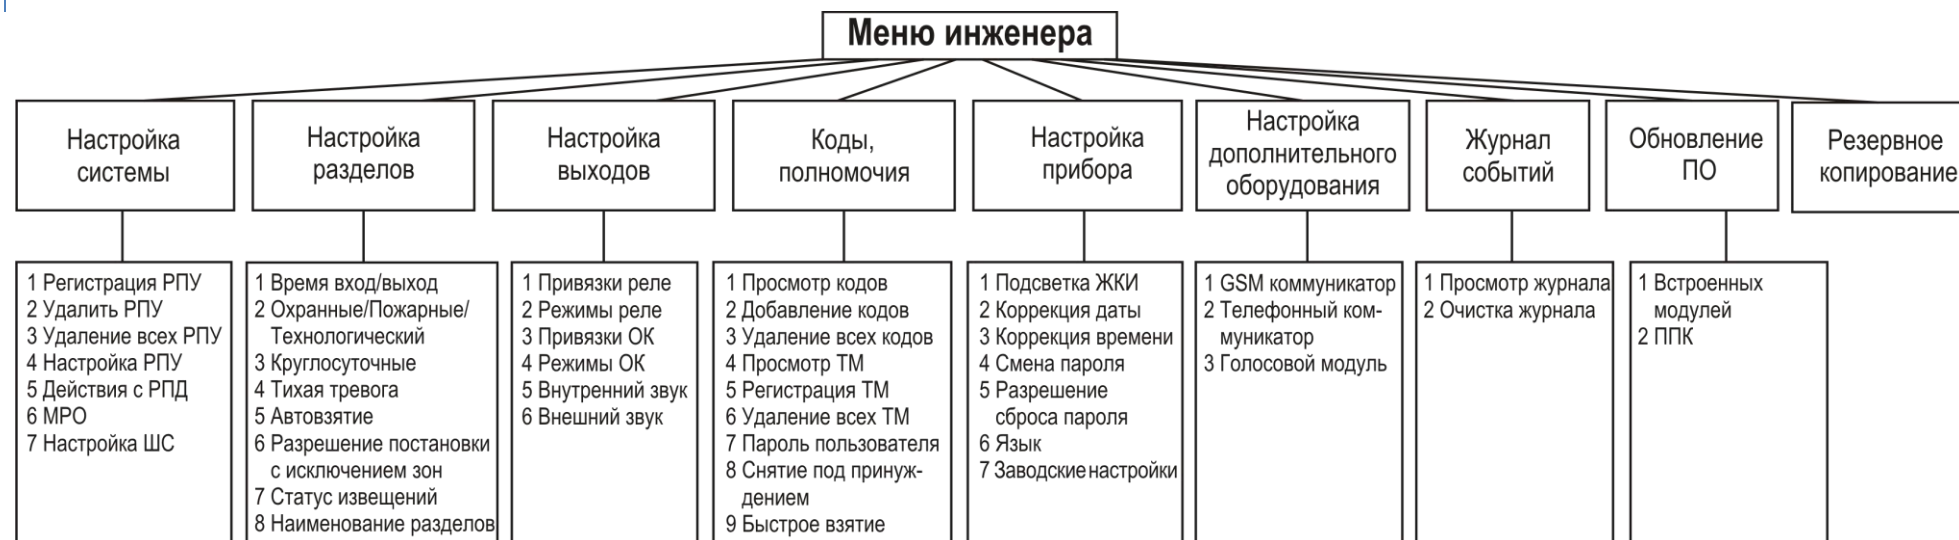 Меню инженера
Настройка
системы
Настройка
разделов
Настройка
выходов
Коды,
полномочия
Настройка
прибора
Настройка
дополнительного
оборудования
Журнал
событий
Обновление
ПО
Резервное
копирование
1 Регистрация РПУ
2 Удалить РПУ
3 Удаление всех РПУ
4 Настройка РПУ
5 Действия с РПД
6 МРО
7 Настройка ШС
1 Время вход/выход
2 Охранные/Пожарные/
Технологический
3 Круглосуточные
4 Тихая тревога
5 Автовзятие
6 Разрешение постановки
с исключением зон
7 Статус извещений
8 Наименование разделов
1 Привязки реле
2 Режимы реле
3 Привязки ОК
4 Режимы ОК
5 Внутренний звук
6 Внешний звук
1 Просмотр кодов
2 Добавление кодов
3 Удаление всех кодов
4 Просмотр ТМ
5 Регистрация ТМ
6 Удаление всех ТМ
7 Пароль пользователя
8 Снятие под принуж-
дением
9 Быстрое взятие
1 Подсветка ЖКИ
2 Коррекция даты
3 Коррекция времени
4 Смена пароля
5 Разрешение
сброса пароля
6 Язык
7 Заводские настройки
1 GSM коммуникатор
2 Телефонный ком-
муникатор
3 Голосовой модуль
1 Просмотр журнала
2 Очистка журнала
1 Встроенных
модулей
2 ППК